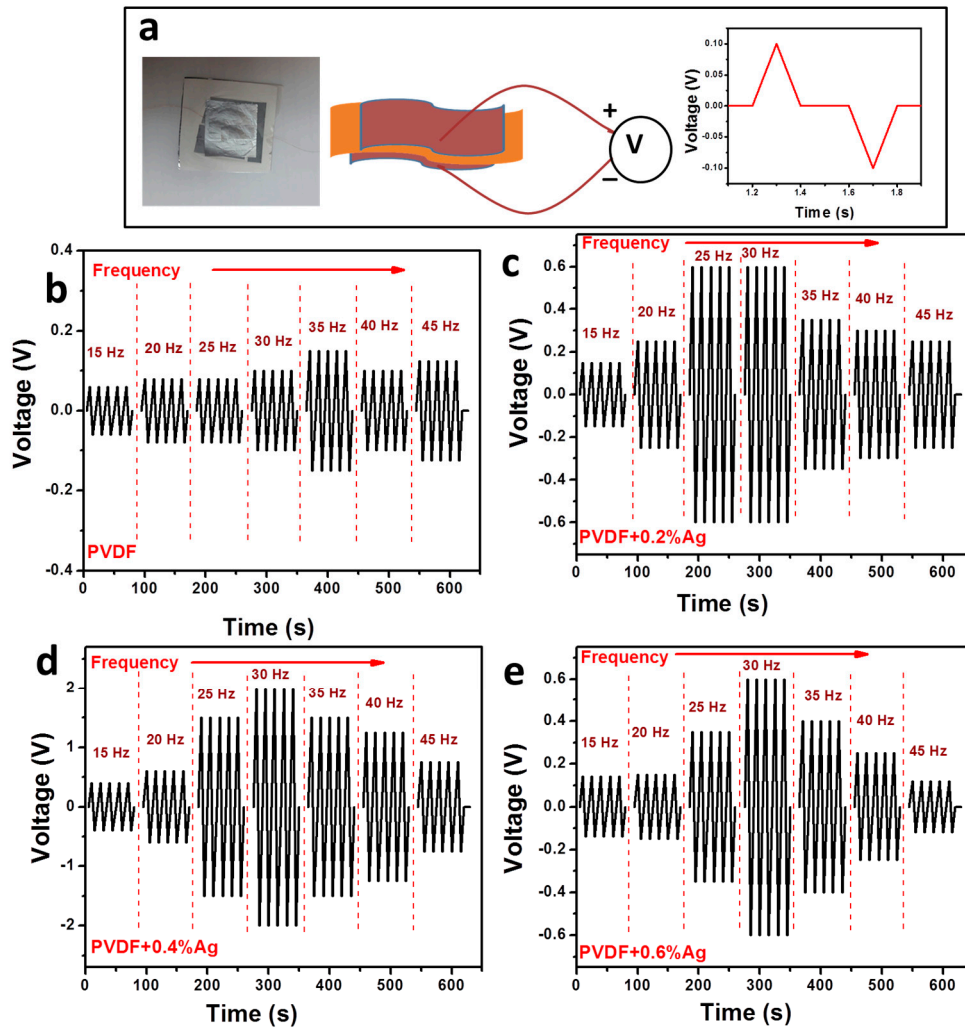 a
+
V
−
Voltage (V)
0.10
0.05
0.00
-0.05
-0.10
1.2 1.4 1.6 1.8
Time (s)
b
Frequency
15 Hz 20 Hz 25 Hz 30 Hz 35 Hz 40 Hz 45 Hz
Voltage (V)
0.4
0.2
0.0
-0.2
-0.4
PVDF
0 100 200 300 400 500 600
Time (s)
c
Frequency
15 Hz 20 Hz 25 Hz 30 Hz 35 Hz 40 Hz 45 Hz
Voltage (V)
0.6
0.4
0.2
0.0
-0.2
-0.4
-0.6
PVDF+0.2%Ag
0 100 200 300 400 500 600
Time (s)
d
Frequency
15 Hz 20 Hz 25 Hz 30 Hz 35 Hz 40 Hz 45 Hz
Voltage (V)
2
1
0
-1
-2
PVDF+0.4%Ag
0 100 200 300 400 500 600
Time (s)
e
Frequency
15 Hz 20 Hz 25 Hz 30 Hz 35 Hz 40 Hz 45 Hz
Voltage (V)
0.6
0.4
0.2
0.0
-0.2
-0.4
-0.6
PVDF+0.6%Ag
0 100 200 300 400 500 600
Time (s)